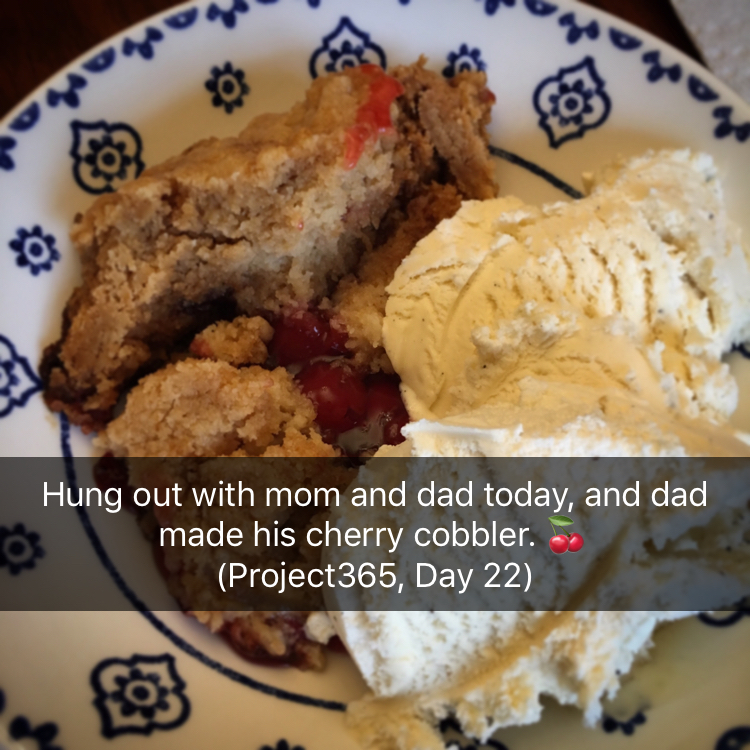 Hung out with mom and dad today, and dad
made his cherry cobbler. 🍒
(Project365, Day 22)